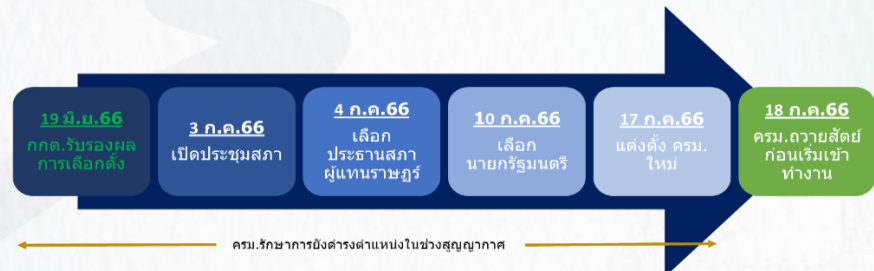 19 มิ.ย.66
กกต.รับรองผล
การเลือกตั้ง
3 ก.ค.66
เปิดประชุมสภา
4 ก.ค.66
เลือก
ประธานสภา
ผู้แทนราษฎร์
10 ก.ค.66
เลือก
นายกรัฐมนตรี
17 ก.ค.66
แต่งตั้ง ครม.
ใหม่
18 ก.ค.66
ครม.ถวายสัตย์
ก่อนเริ่มเข้า
ทำงาน
ครม.รักษาการยังดำรงตำแหน่งในช่วงสูญญากาศ